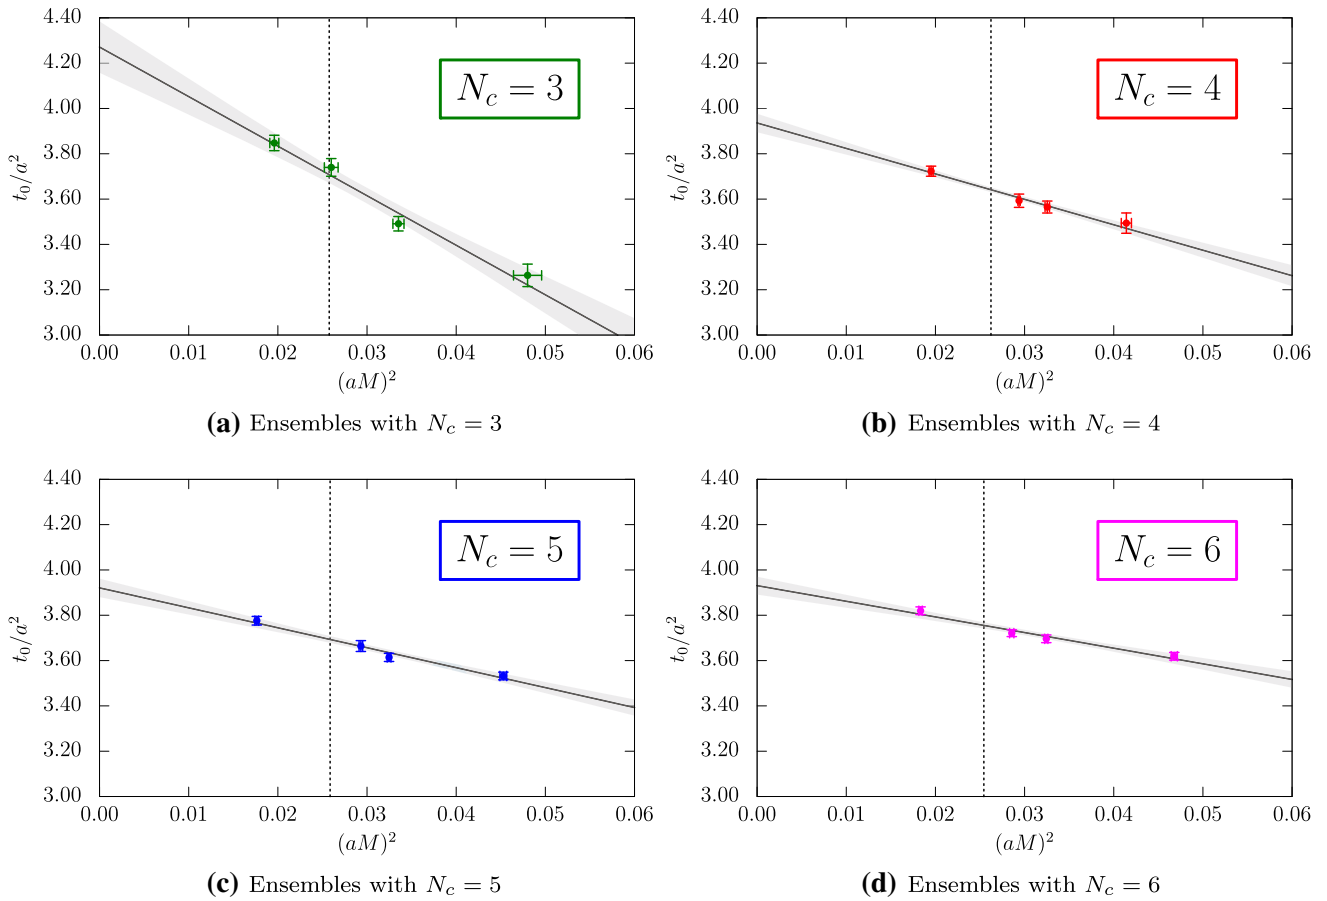 4.40
4.20
4.00
3.80
3.60
3.40
3.20
3.00
t₀/a²
N_c = 3
0.00 0.01 0.02 0.03 0.04 0.05 0.06
(aM)²
(a) Ensembles with N_c = 3
4.40
4.20
4.00
3.80
3.60
3.40
3.20
3.00
t₀/a²
N_c = 4
0.00 0.01 0.02 0.03 0.04 0.05 0.06
(aM)²
(b) Ensembles with N_c = 4
4.40
4.20
4.00
3.80
3.60
3.40
3.20
3.00
t₀/a²
N_c = 5
0.00 0.01 0.02 0.03 0.04 0.05 0.06
(aM)²
(c) Ensembles with N_c = 5
4.40
4.20
4.00
3.80
3.60
3.40
3.20
3.00
t₀/a²
N_c = 6
0.00 0.01 0.02 0.03 0.04 0.05 0.06
(aM)²
(d) Ensembles with N_c = 6